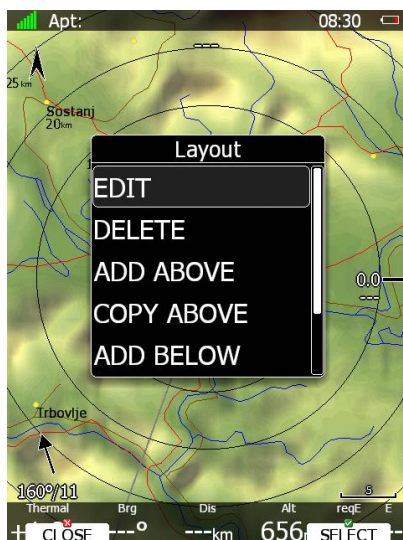 Apt: 08:30
---
25km
Sostanj
20km
Layout
EDIT
DELETE
ADD ABOVE
COPY ABOVE
ADD BELOW
0.0
---
Trbovlje
160°/11
5
Thermal Brg Dis Alt reqE E
CLOSE ---° ---km 656 SELECT